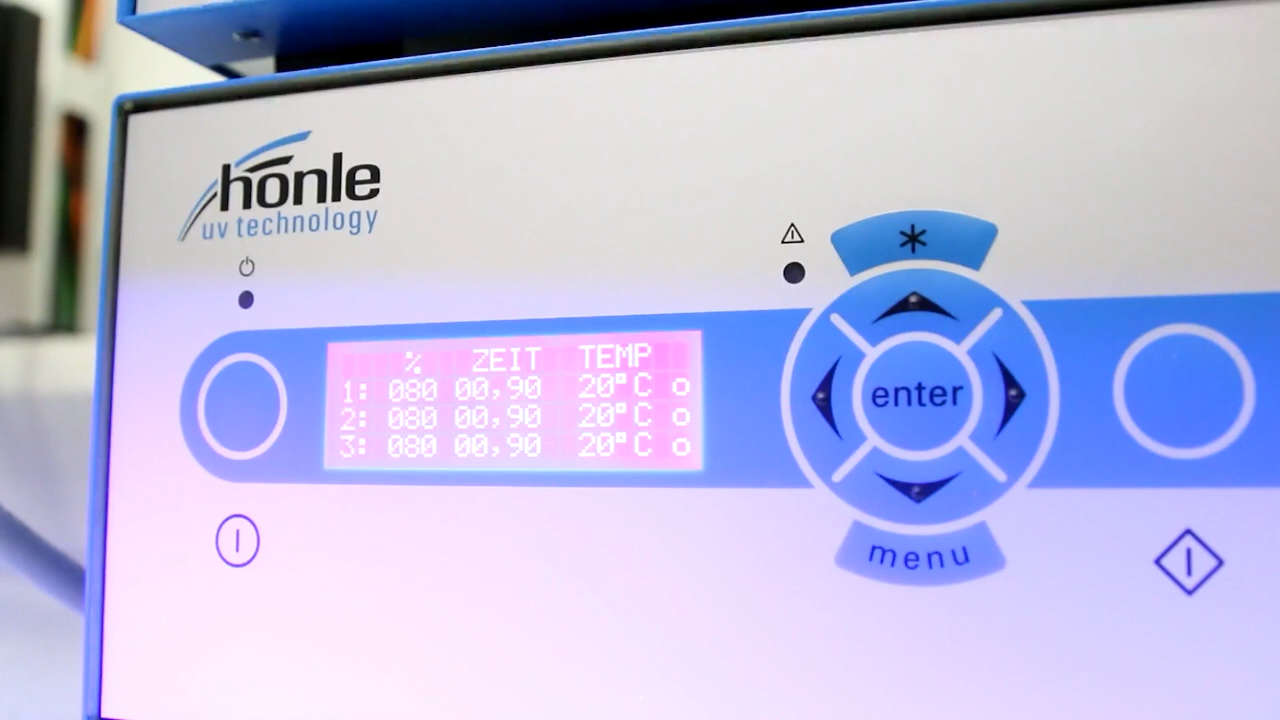 hönle
uv technology
% ZEIT TEMP
1: 080 00,90 20°C o
2: 080 00,90 20°C o
3: 080 00,90 20°C o
*
enter
menu